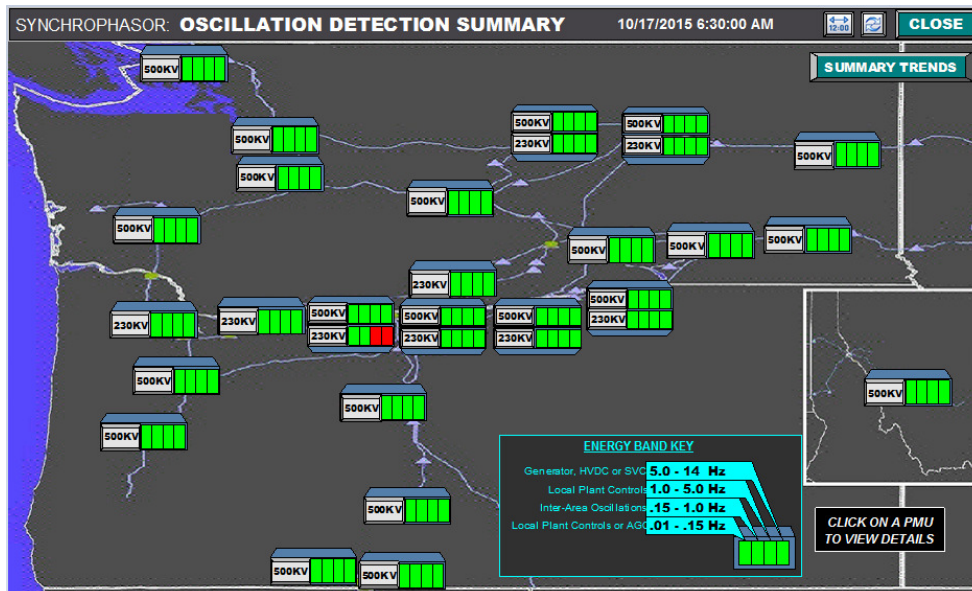 SYNCHROPHASOR: OSCILLATION DETECTION SUMMARY 10/17/2015 6:30:00 AM 12:00 CLOSE
SUMMARY TRENDS
500KV
500KV
500KV
230KV
500KV
230KV
500KV
500KV
500KV
500KV
500KV
500KV
500KV
230KV
500KV
230KV
230KV
230KV
500KV
230KV
500KV
230KV
500KV
230KV
500KV
500KV
500KV
500KV
500KV
500KV
500KV
500KV
ENERGY BAND KEY
Generator, HVDC or SVC 5.0 - 14 Hz
Local Plant Controls 1.0 - 5.0 Hz
Inter-Area Oscillations .15 - 1.0 Hz
Local Plant Controls or AGC .01 - .15 Hz
CLICK ON A PMU
TO VIEW DETAILS